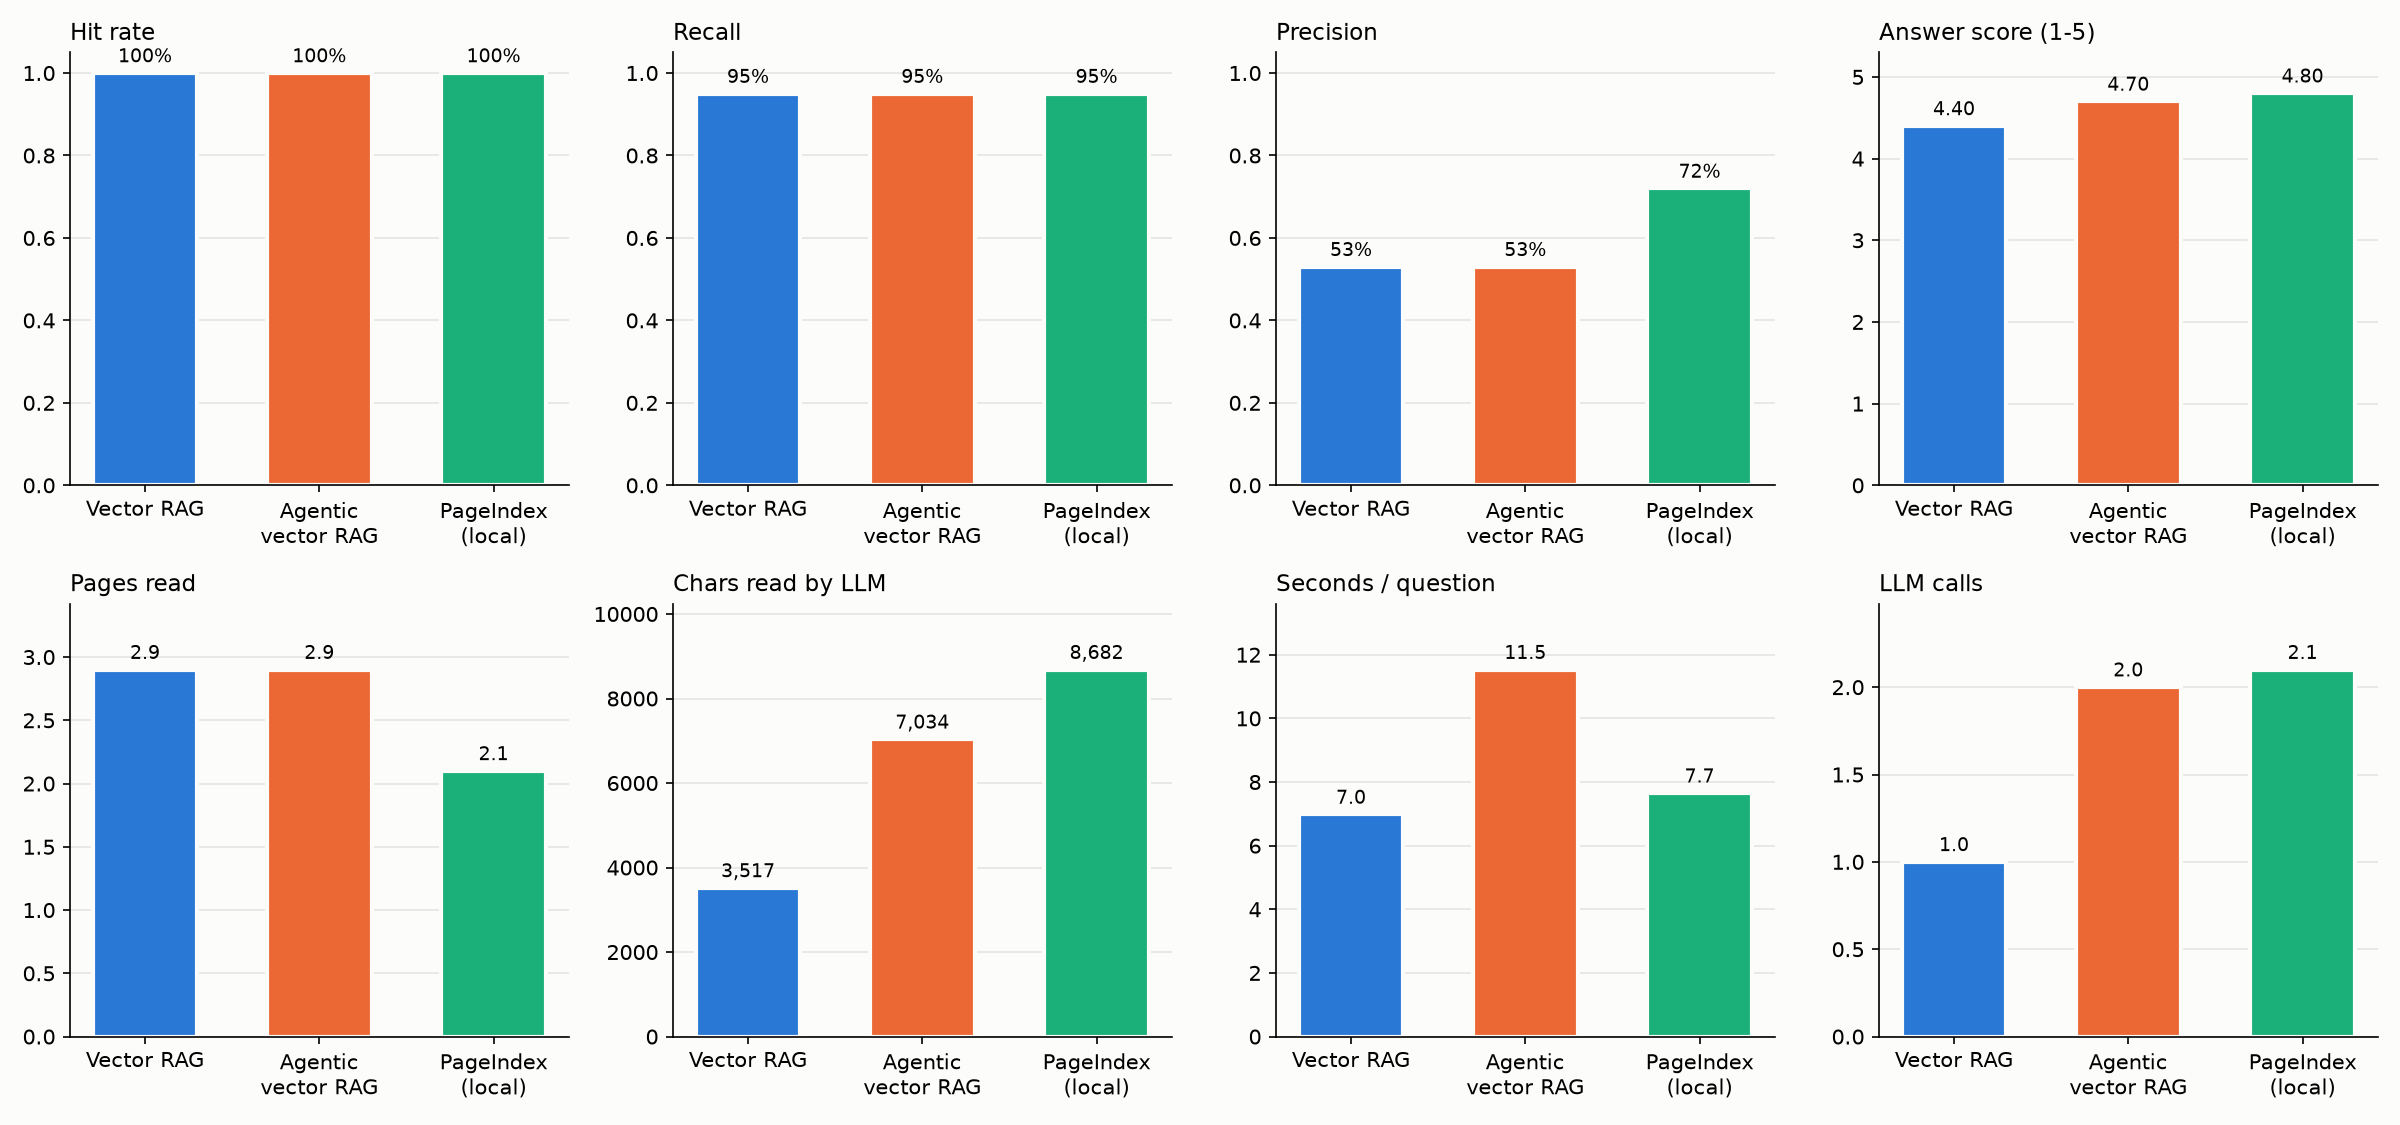 Hit rate
100% 100% 100%
1.0
0.8
0.6
0.4
0.2
0.0
Vector RAG
Agentic
vector RAG
PageIndex
(local)
Recall
95% 95% 95%
1.0
0.8
0.6
0.4
0.2
0.0
Vector RAG
Agentic
vector RAG
PageIndex
(local)
Precision
53% 53% 72%
1.0
0.8
0.6
0.4
0.2
0.0
Vector RAG
Agentic
vector RAG
PageIndex
(local)
Answer score (1-5)
4.40 4.70 4.80
5
4
3
2
1
0
Vector RAG
Agentic
vector RAG
PageIndex
(local)
Pages read
2.9 2.9 2.1
3.0
2.5
2.0
1.5
1.0
0.5
0.0
Vector RAG
Agentic
vector RAG
PageIndex
(local)
Chars read by LLM
3,517 7,034 8,682
10000
8000
6000
4000
2000
0
Vector RAG
Agentic
vector RAG
PageIndex
(local)
Seconds / question
7.0 11.5 7.7
12
10
8
6
4
2
0
Vector RAG
Agentic
vector RAG
PageIndex
(local)
LLM calls
1.0 2.0 2.1
2.0
1.5
1.0
0.5
0.0
Vector RAG
Agentic
vector RAG
PageIndex
(local)